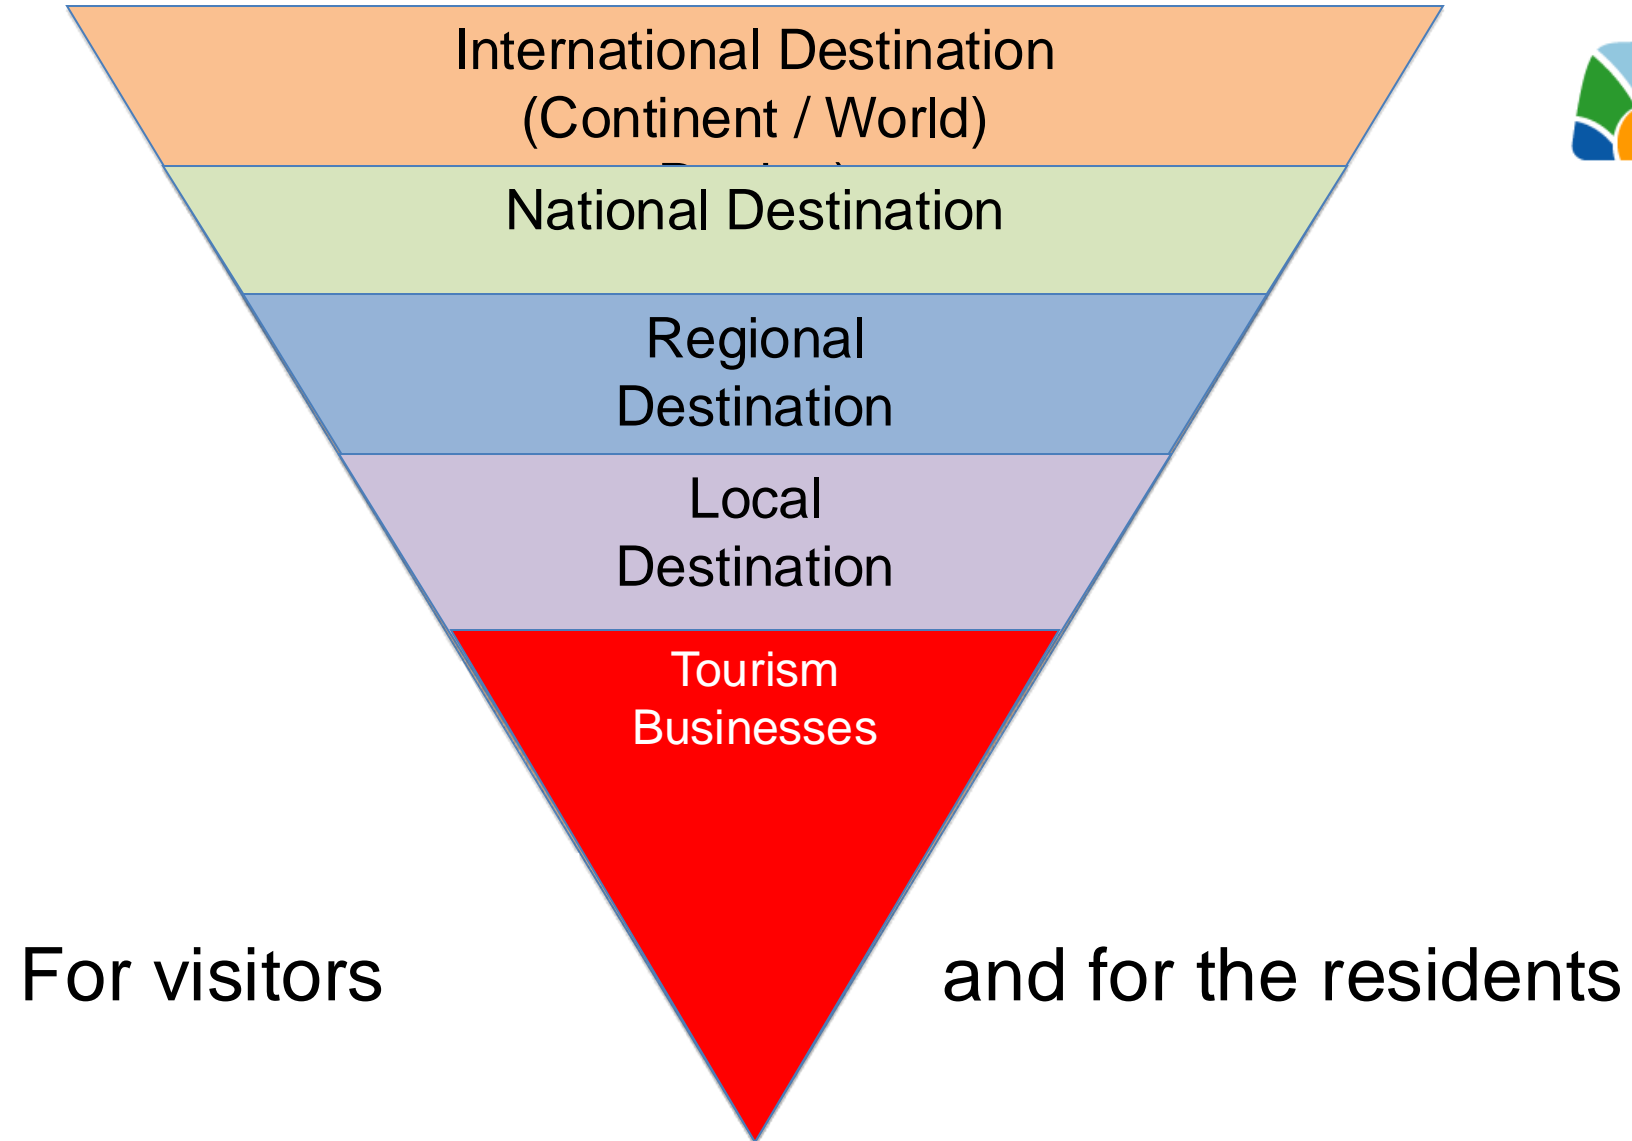 International Destination
(Continent / World)
National Destination
Regional
Destination
Local
Destination
Tourism
Businesses
For visitors
and for the residents